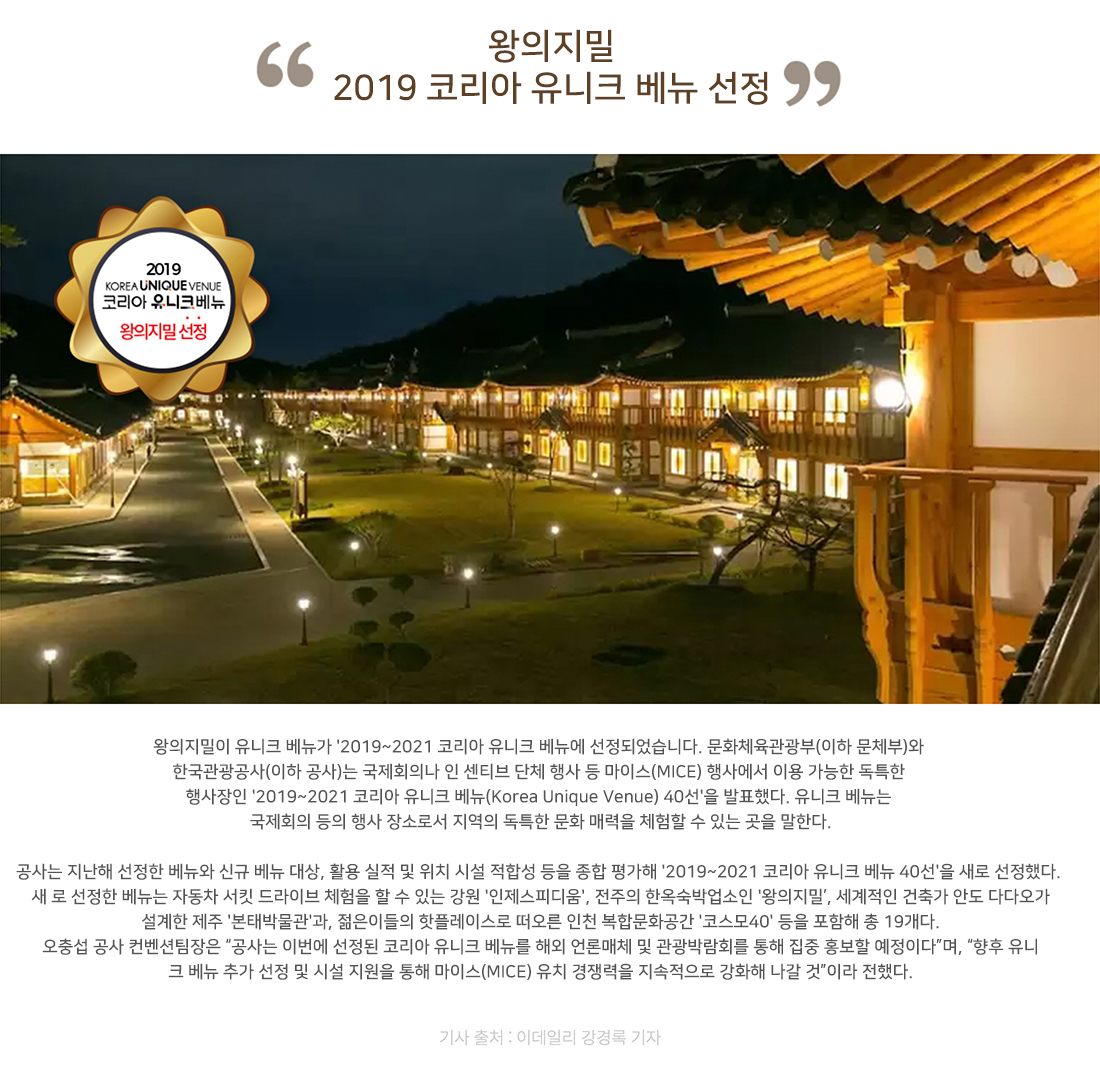 왕의지밀
“ 2019 코리아 유니크 베뉴 선정 ”
2019
KOREA UNIQUE VENUE
코리아 유니크베뉴
왕의지밀 선정
왕의지밀이 유니크 베뉴가 '2019~2021 코리아 유니크 베뉴에 선정되었습니다. 문화체육관광부(이하 문체부)와
한국관광공사(이하 공사)는 국제회의나 인 센티브 단체 행사 등 마이스(MICE) 행사에서 이용 가능한 독특한
행사장인 '2019~2021 코리아 유니크 베뉴(Korea Unique Venue) 40선'을 발표했다. 유니크 베뉴는
국제회의 등의 행사 장소로서 지역의 독특한 문화 매력을 체험할 수 있는 곳을 말한다.
공사는 지난해 선정한 베뉴와 신규 베뉴 대상, 활용 실적 및 위치 시설 적합성 등을 종합 평가해 '2019~2021 코리아 유니크 베뉴 40선'을 새로 선정했다.
새 로 선정한 베뉴는 자동차 서킷 드라이브 체험을 할 수 있는 강원 '인제스피디움', 전주의 한옥숙박업소인 '왕의지밀’, 세계적인 건축가 안도 다다오가
설계한 제주 '본태박물관'과, 젊은이들의 핫플레이스로 떠오른 인천 복합문화공간 '코스모40' 등을 포함해 총 19개다.
오충섭 공사 컨벤션팀장은 “공사는 이번에 선정된 코리아 유니크 베뉴를 해외 언론매체 및 관광박람회를 통해 집중 홍보할 예정이다”며, “향후 유니
크 베뉴 추가 선정 및 시설 지원을 통해 마이스(MICE) 유치 경쟁력을 지속적으로 강화해 나갈 것”이라 전했다.
기사 출처 : 이데일리 강경록 기자